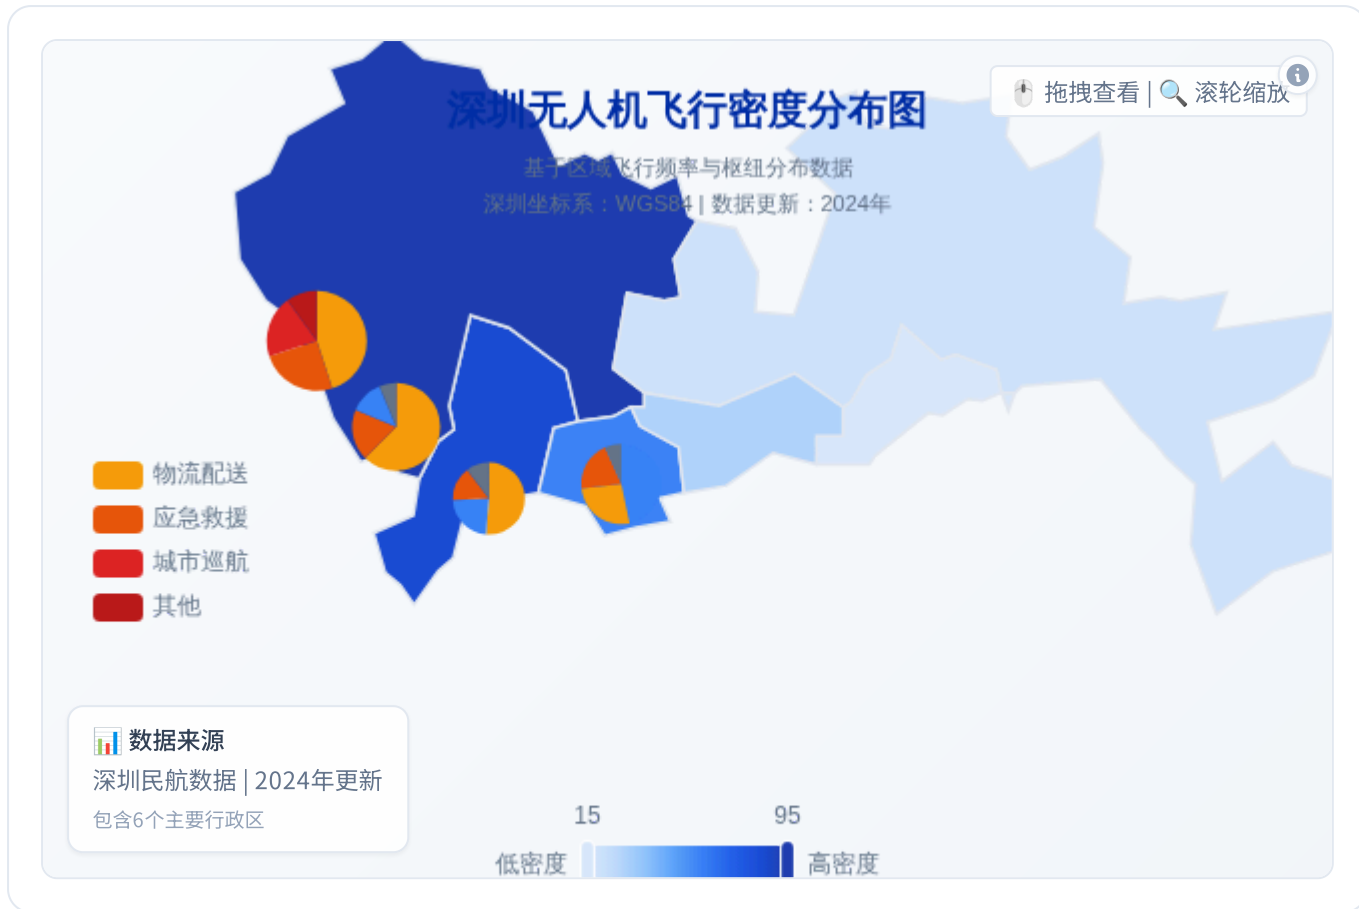 深圳无人机飞行密度分布图
基于区域飞行频率与枢纽分布数据
深圳坐标系：WGS84 | 数据更新：2024年
拖拽查看 | 滚轮缩放
物流配送
应急救援
城市巡航
其他
数据来源
深圳民航数据 | 2024年更新
包含6个主要行政区
15 95
低密度 高密度